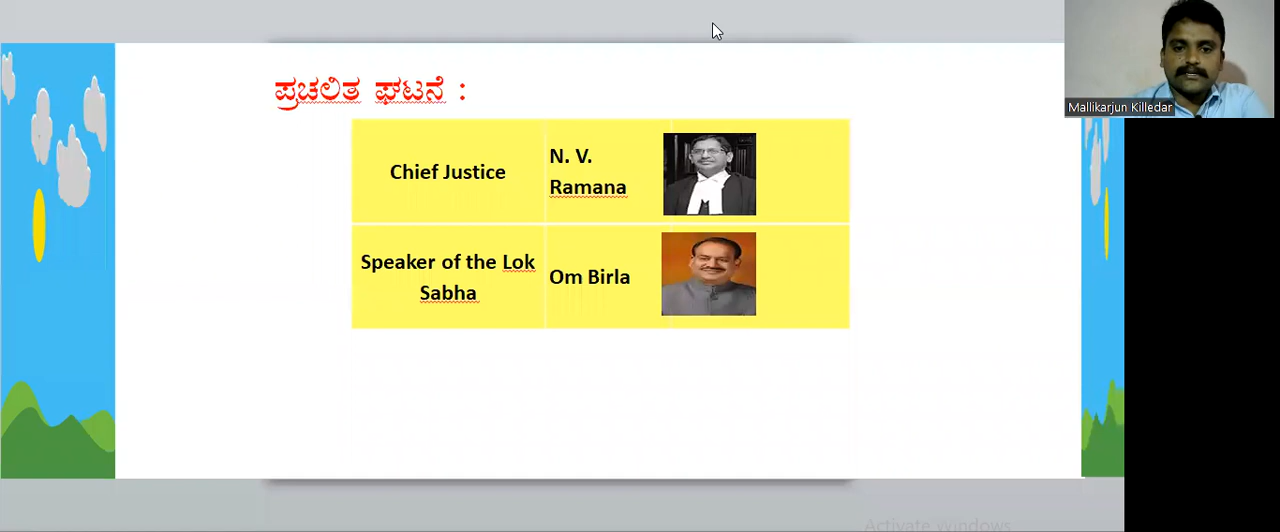 ಪ್ರಚಲಿತ ಘಟನೆ :
Chief Justice
N. V.
Ramana
Speaker of the Lok
Sabha
Om Birla
Mallikarjun Killedar
Activate Windows